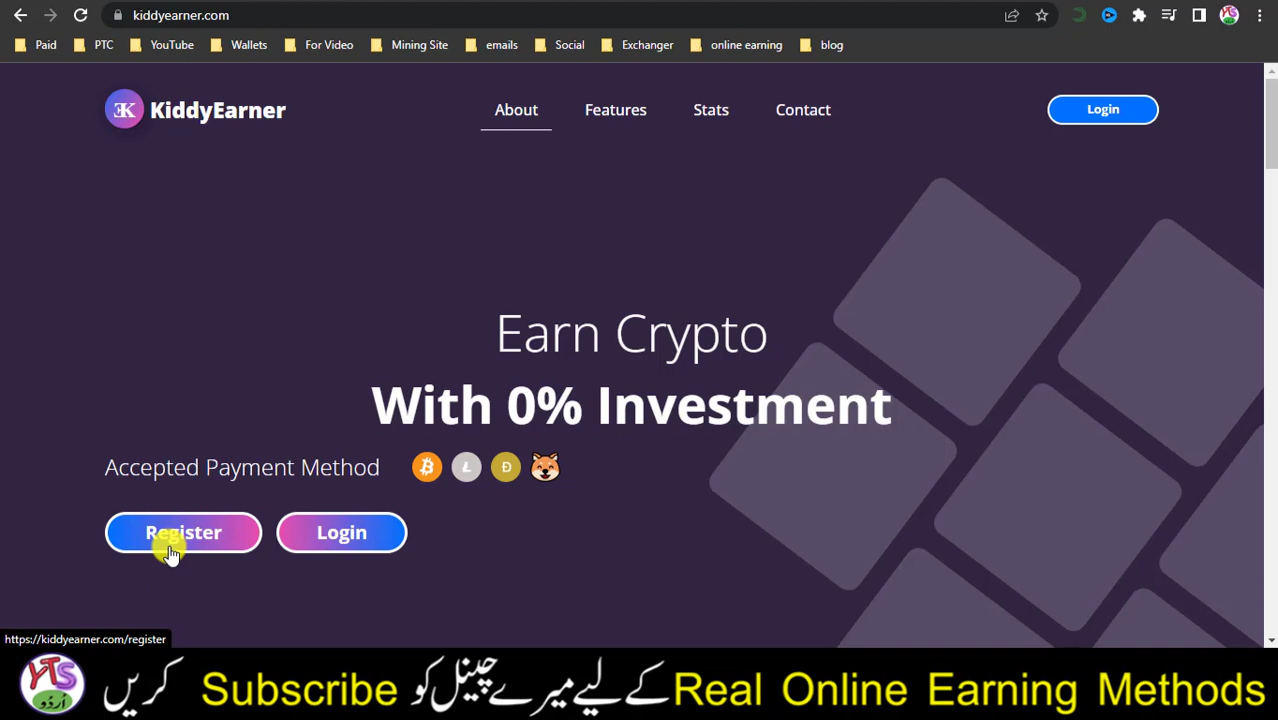 kiddyearner.com
Paid PTC YouTube Wallets For Video Mining Site emails Social Exchanger online earning blog
KiddyEarner
About Features Stats Contact
Login
Earn Crypto
With 0% Investment
Accepted Payment Method
Register Login
https://kiddyearner.com/register
YTS
اردو
Real Online Earning Methods کے لیے میرے چینل کو Subscribe کریں